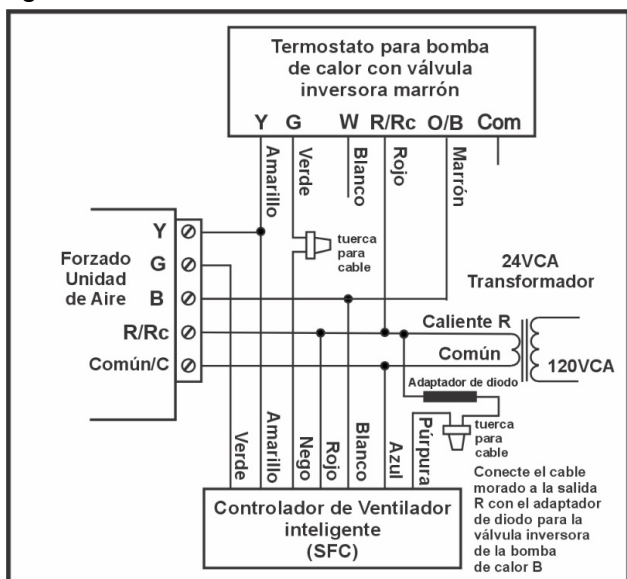 Termostato para bomba
de calor con válvula
inversora marrón
Y G W R/Rc O/B Com
Amarillo
Verde
Blanco
Rojo
Marrón
tuerca
para
cable
Y
G
B
R/Rc
Común/C
Forzado
Unidad
de Aire
24VCA
Transformador
Caliente R
Común
120VCA
Adaptador de diodo
tuerca
para
cable
Verde
Amarillo
Nego
Rojo
Blanco
Azul
Púrpura
Conecte el cable
morado a la salida
R con el adaptador
de diodo para la
válvula inversora
de la bomba
de calor B
Controlador de Ventilador
inteligente
(SFC)